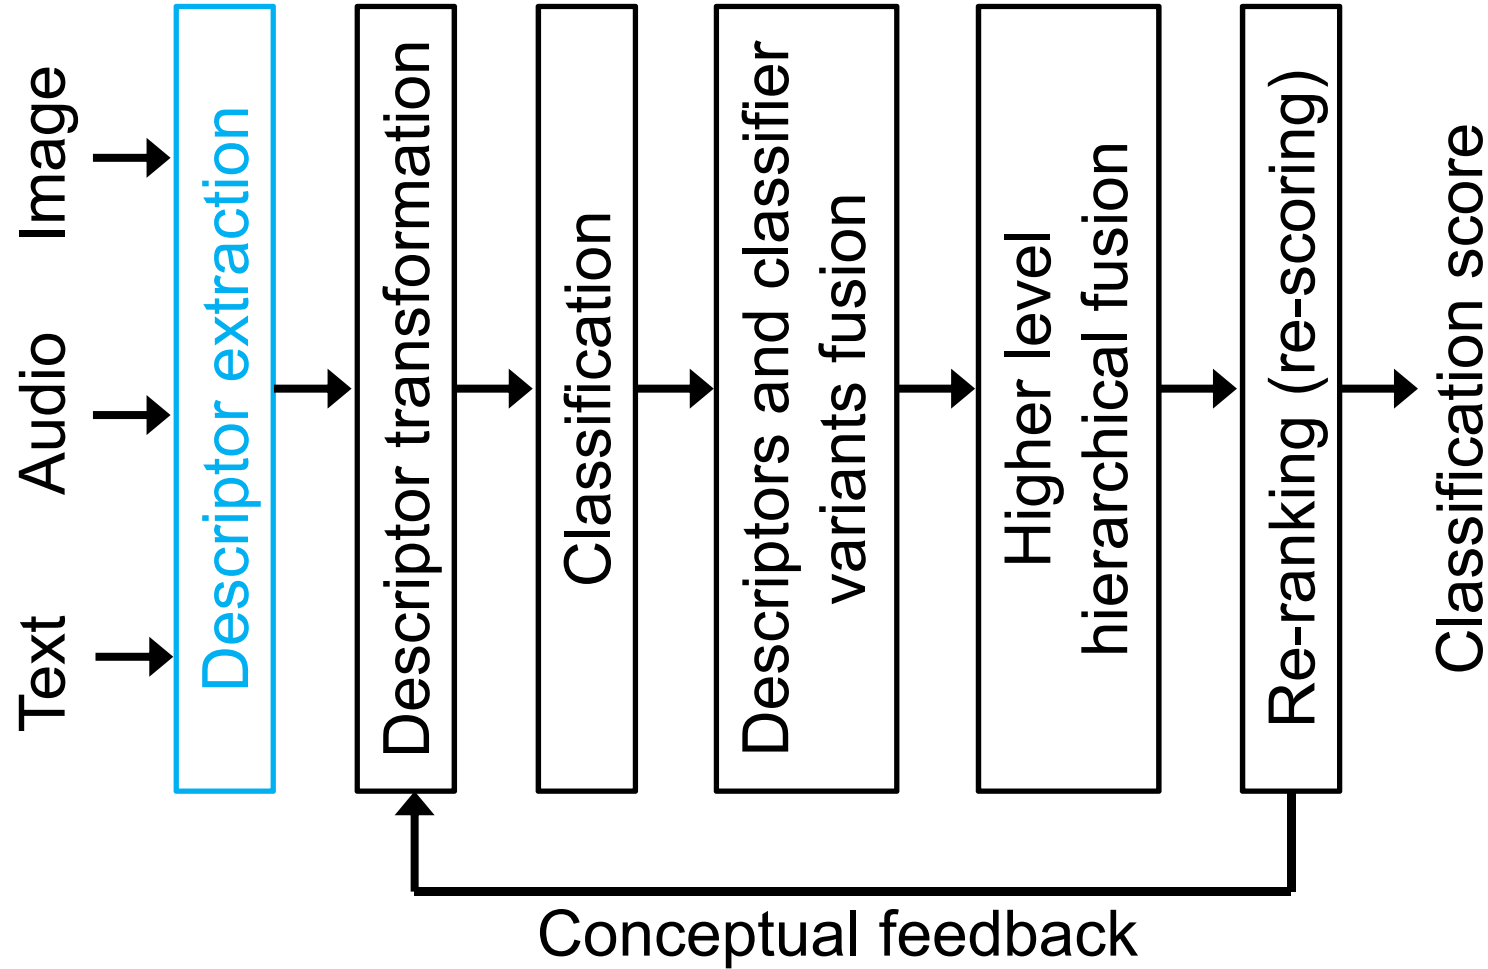 Image
Audio
Text
Descriptor extraction
Descriptor transformation
Classification
Descriptors and classifier
variants fusion
Higher level
hierarchical fusion
Re-ranking (re-scoring)
Classification score
Conceptual feedback